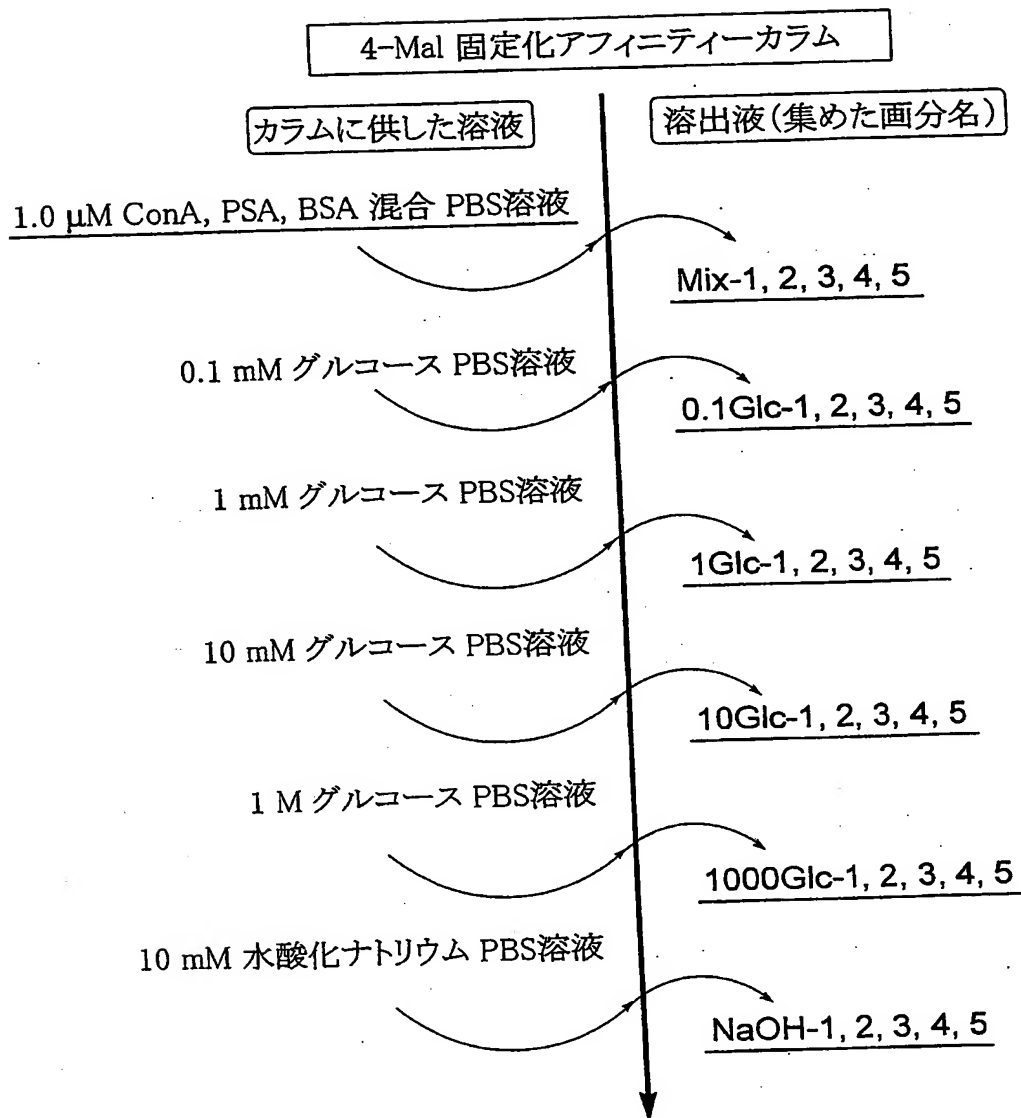 4-Mal 固定化アフィニティーカラム
カラムに供した溶液
溶出液(集めた画分名)
1.0 μM ConA, PSA, BSA 混合 PBS溶液
Mix-1, 2, 3, 4, 5
0.1 mM グルコース PBS溶液
0.1Glc-1, 2, 3, 4, 5
1 mM グルコース PBS溶液
1Glc-1, 2, 3, 4, 5
10 mM グルコース PBS溶液
10Glc-1, 2, 3, 4, 5
1 M グルコース PBS溶液
1000Glc-1, 2, 3, 4, 5
10 mM 水酸化ナトリウム PBS溶液
NaOH-1, 2, 3, 4, 5